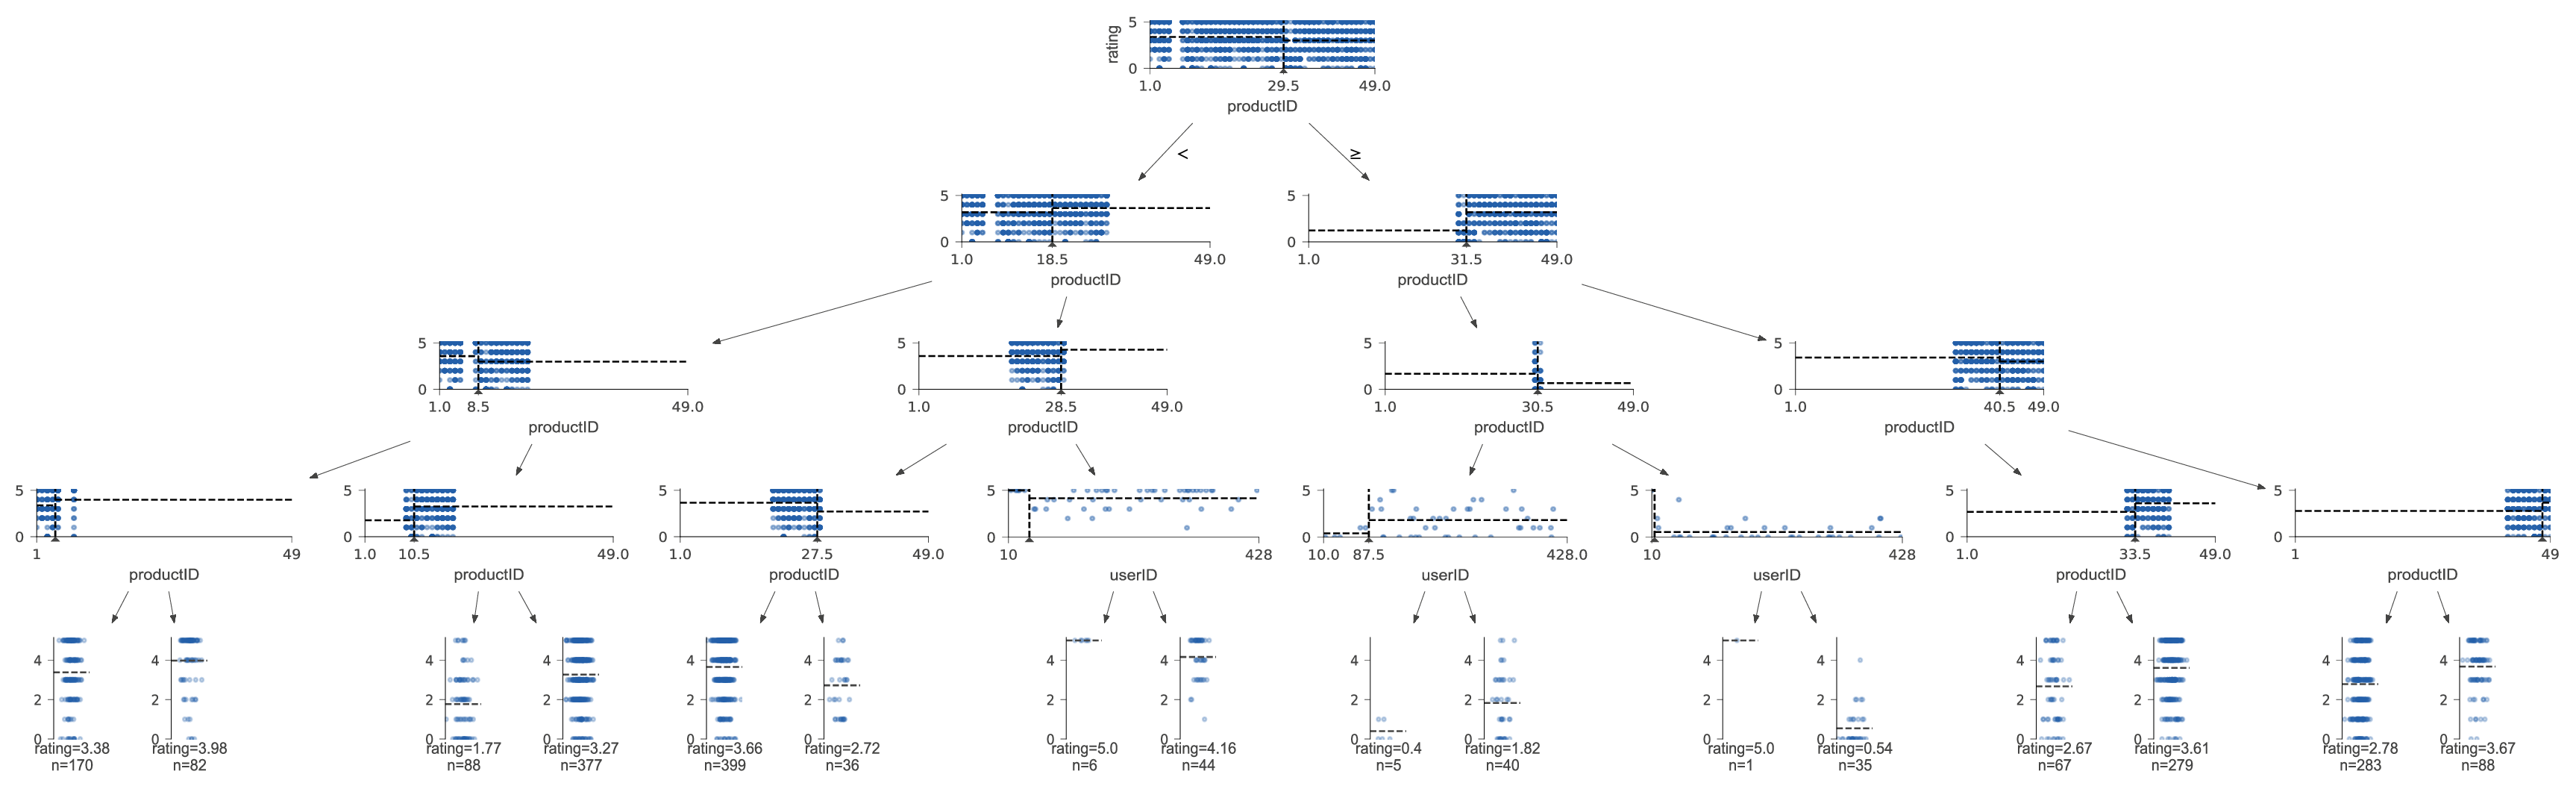 rating
5
0
1.0 29.5 49.0
productID
< ≥
5 5
0 0
1.0 18.5 49.0 1.0 31.5 49.0
productID productID
5 5 5 5
0 0 0 0
1.0 8.5 49.0 1.0 28.5 49.0 1.0 30.5 49.0 1.0 40.5 49.0
productID productID productID productID
5 5 5 5 5 5 5 5
0 0 0 0 0 0 0 0
1 49 1.0 10.5 49.0 1.0 27.5 49.0 10 428 10.0 87.5 428.0 10 428 1.0 33.5 49.0 1 49
productID productID productID userID userID userID productID productID
4 4 4 4 4 4 4 4 4 4 4 4 4 4 4 4
2 2 2 2 2 2 2 2 2 2 2 2 2 2 2 2
0 0 0 0 0 0 0 0 0 0 0 0 0 0 0 0
rating=3.38 rating=3.98 rating=1.77 rating=3.27 rating=3.66 rating=2.72 rating=5.0 rating=4.16 rating=0.4 rating=1.82 rating=5.0 rating=0.54 rating=2.67 rating=3.61 rating=2.78 rating=3.67
n=170 n=82 n=88 n=377 n=399 n=36 n=6 n=44 n=5 n=40 n=1 n=35 n=67 n=279 n=283 n=88